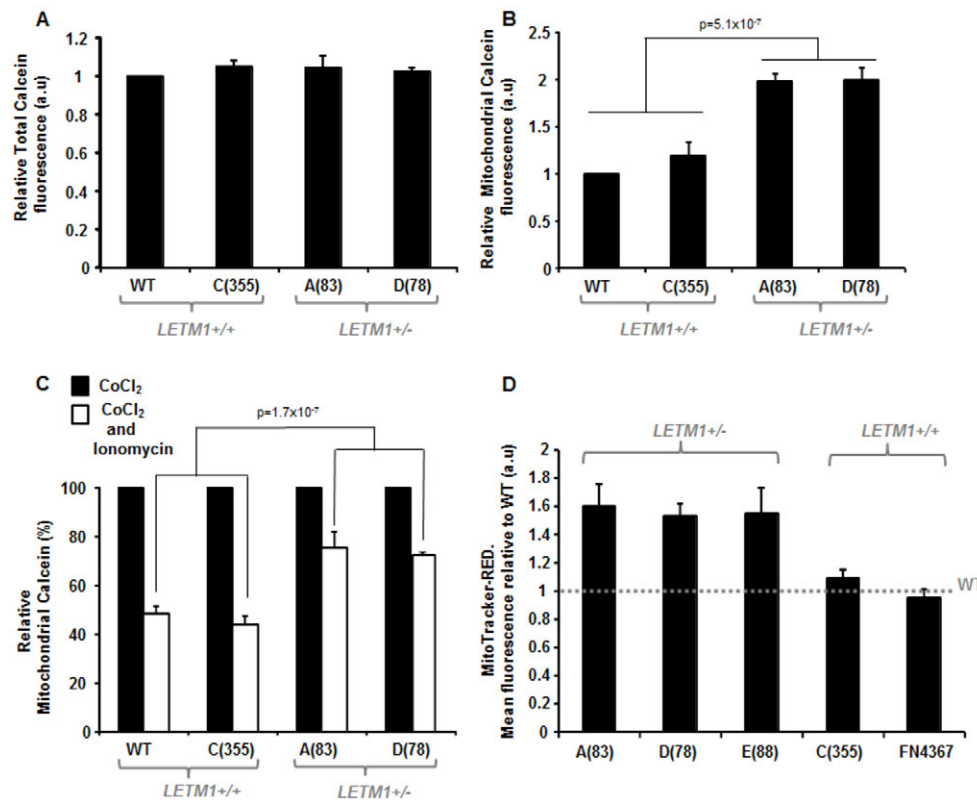 A
Relative Total Calcein
fluorescence (a.u)
1.2
1
0.8
0.6
0.4
0.2
0
WT
C(355)
A(83)
D(78)
LETM1+/+
LETM1+/-
B
Relative Mitochondrial Calcein
fluorescence (a.u)
p=5.1x10-7
2.5
2
1.5
1
2.5
0
WT
C(355)
A(83)
D(78)
LETM1+/+
LETM1+/-
C
CoCl2
CoCl2
and
Ionomycin
p=1.7x10-7
Relative
Mitochondrial Calcein (%)
100
80
60
40
20
0
WT
C(355)
A(83)
D(78)
LETM1+/+
LETM1+/-
D
LETM1+/-
LETM1+/+
MitoTracker-RED.
Mean fluorescence relative to WT (a.u)
2
1.8
1.6
1.4
1.2
1
0.8
0.6
0.4
0.2
0
WT
A(83)
D(78)
E(88)
C(355)
FN4367